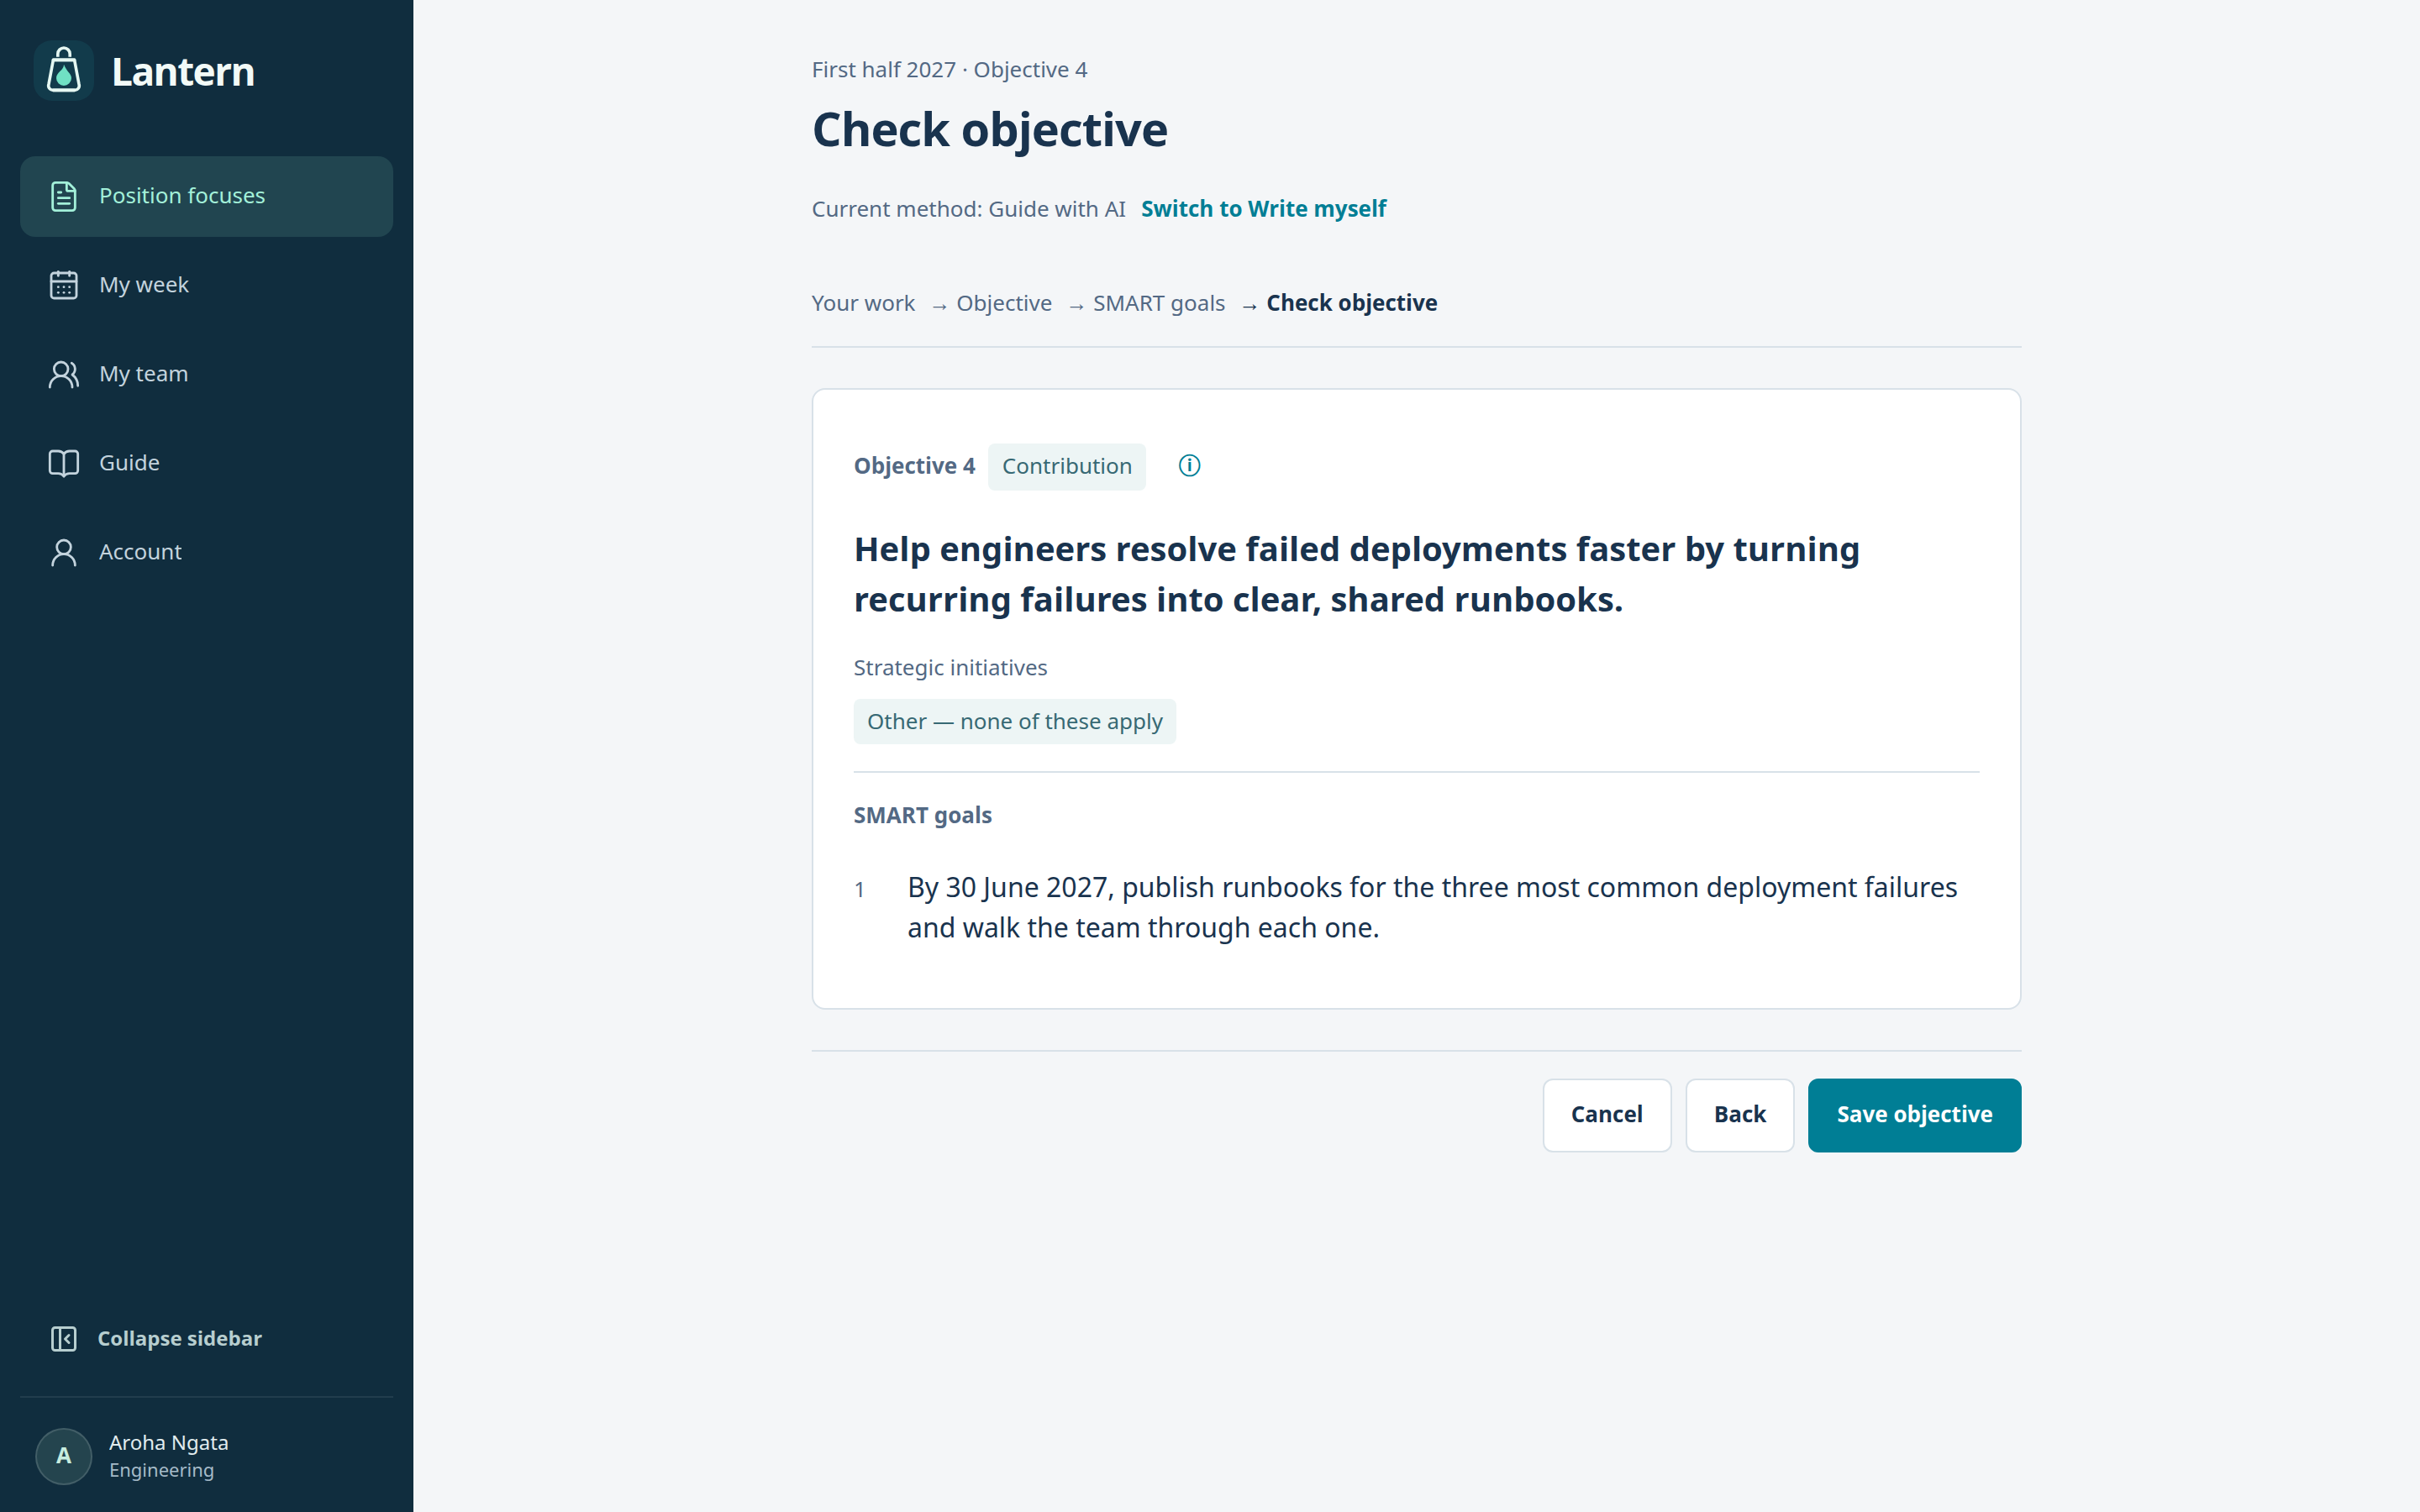 Lantern
Position focuses
My week
My team
Guide
Account
Collapse sidebar
A
Aroha Ngata
Engineering
First half 2027 · Objective 4
Check objective
Current method: Guide with AI Switch to Write myself
Your work → Objective → SMART goals → Check objective
Objective 4 Contribution ⓘ
Help engineers resolve failed deployments faster by turning
recurring failures into clear, shared runbooks.
Strategic initiatives
Other — none of these apply
SMART goals
1 By 30 June 2027, publish runbooks for the three most common deployment failures
and walk the team through each one.
Cancel Back Save objective